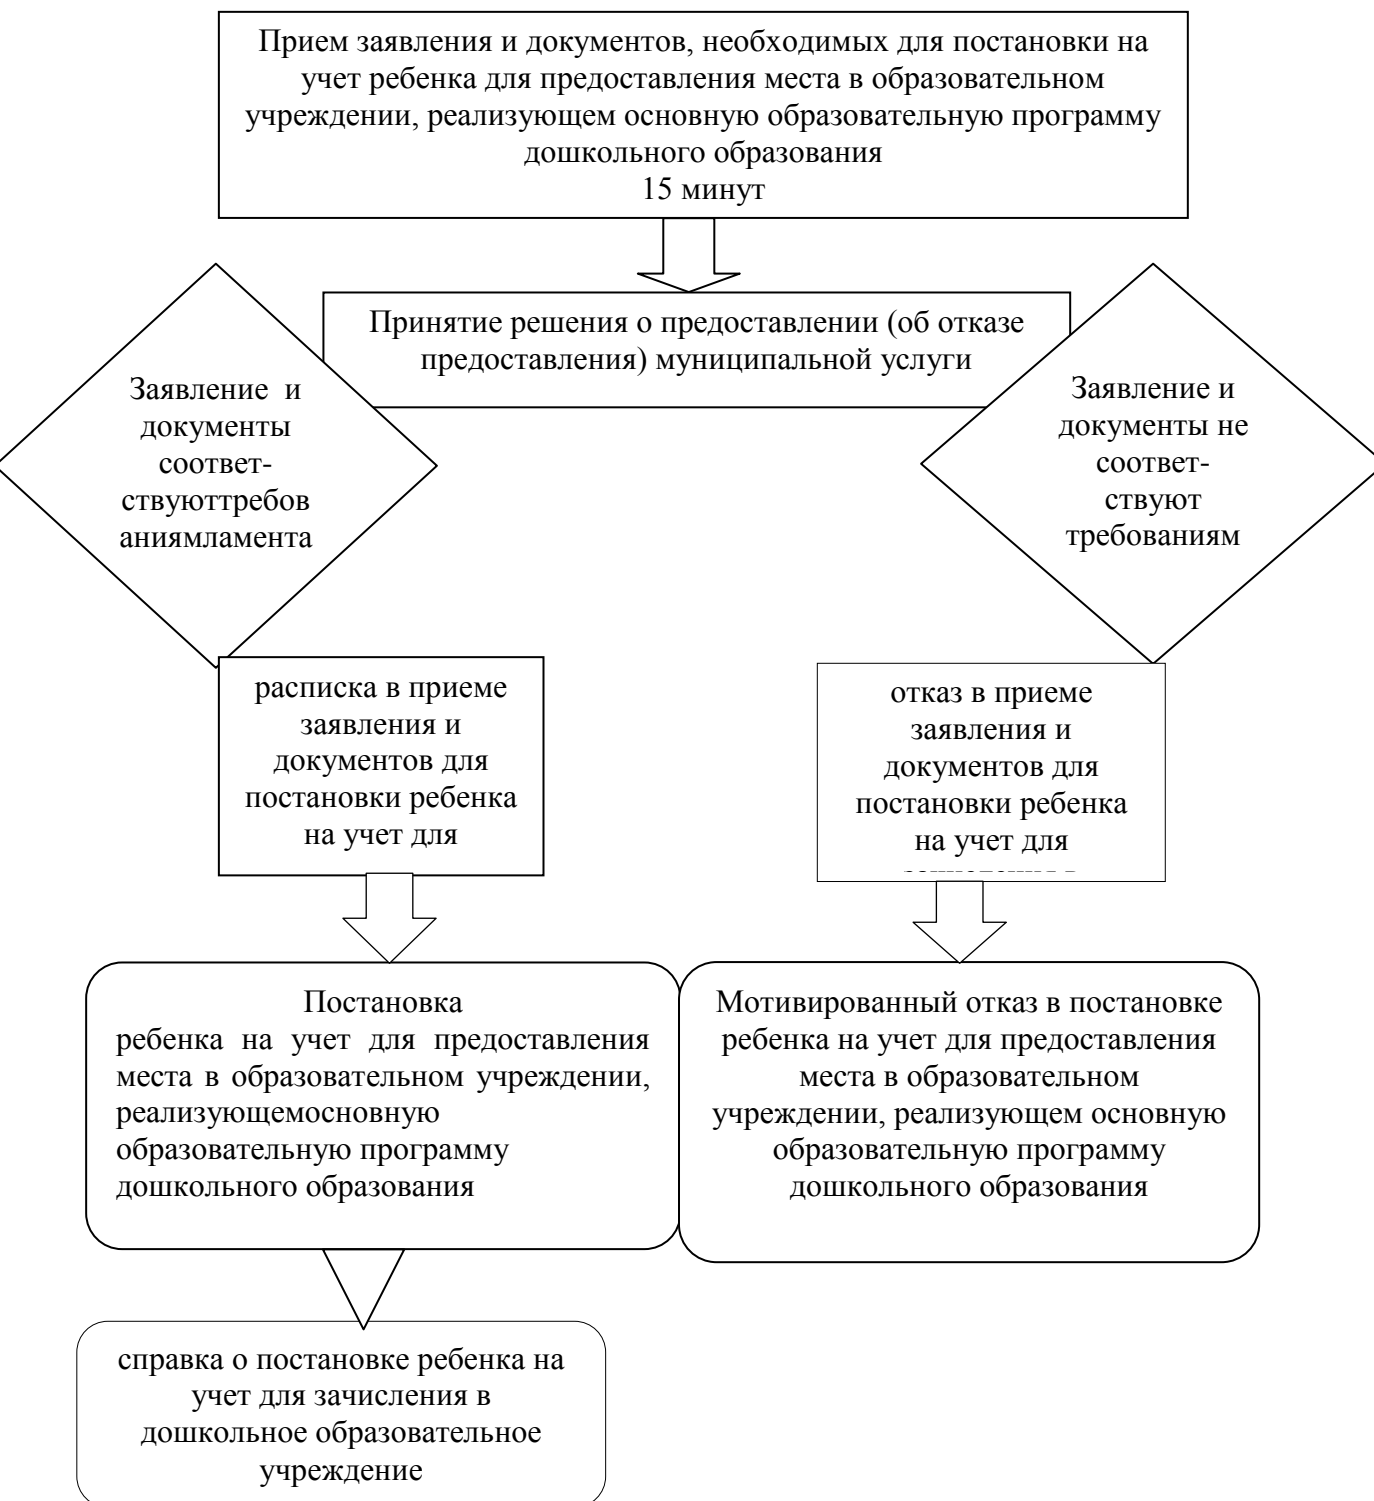 Прием заявления и документов, необходимых для постановки на
учет ребенка для предоставления места в образовательном
учреждении, реализующем основную образовательную программу
дошкольного образования
15 минут
Принятие решения о предоставлении (об отказе
предоставления) муниципальной услуги
Заявление и
документы
соответ-
ствуюттребов
аниямламента
Заявление и
документы не
соответ-
ствуют
требованиям
расписка в приеме
заявления и
документов для
постановки ребенка
на учет для
отказ в приеме
заявления и
документов для
постановки ребенка
на учет для
Постановка
ребенка на учет для предоставления
места в образовательном учреждении,
реализующемосновную
образовательную программу
дошкольного образования
Мотивированный отказ в постановке
ребенка на учет для предоставления
места в образовательном
учреждении, реализующем основную
образовательную программу
дошкольного образования
справка о постановке ребенка на
учет для зачисления в
дошкольное образовательное
учреждение